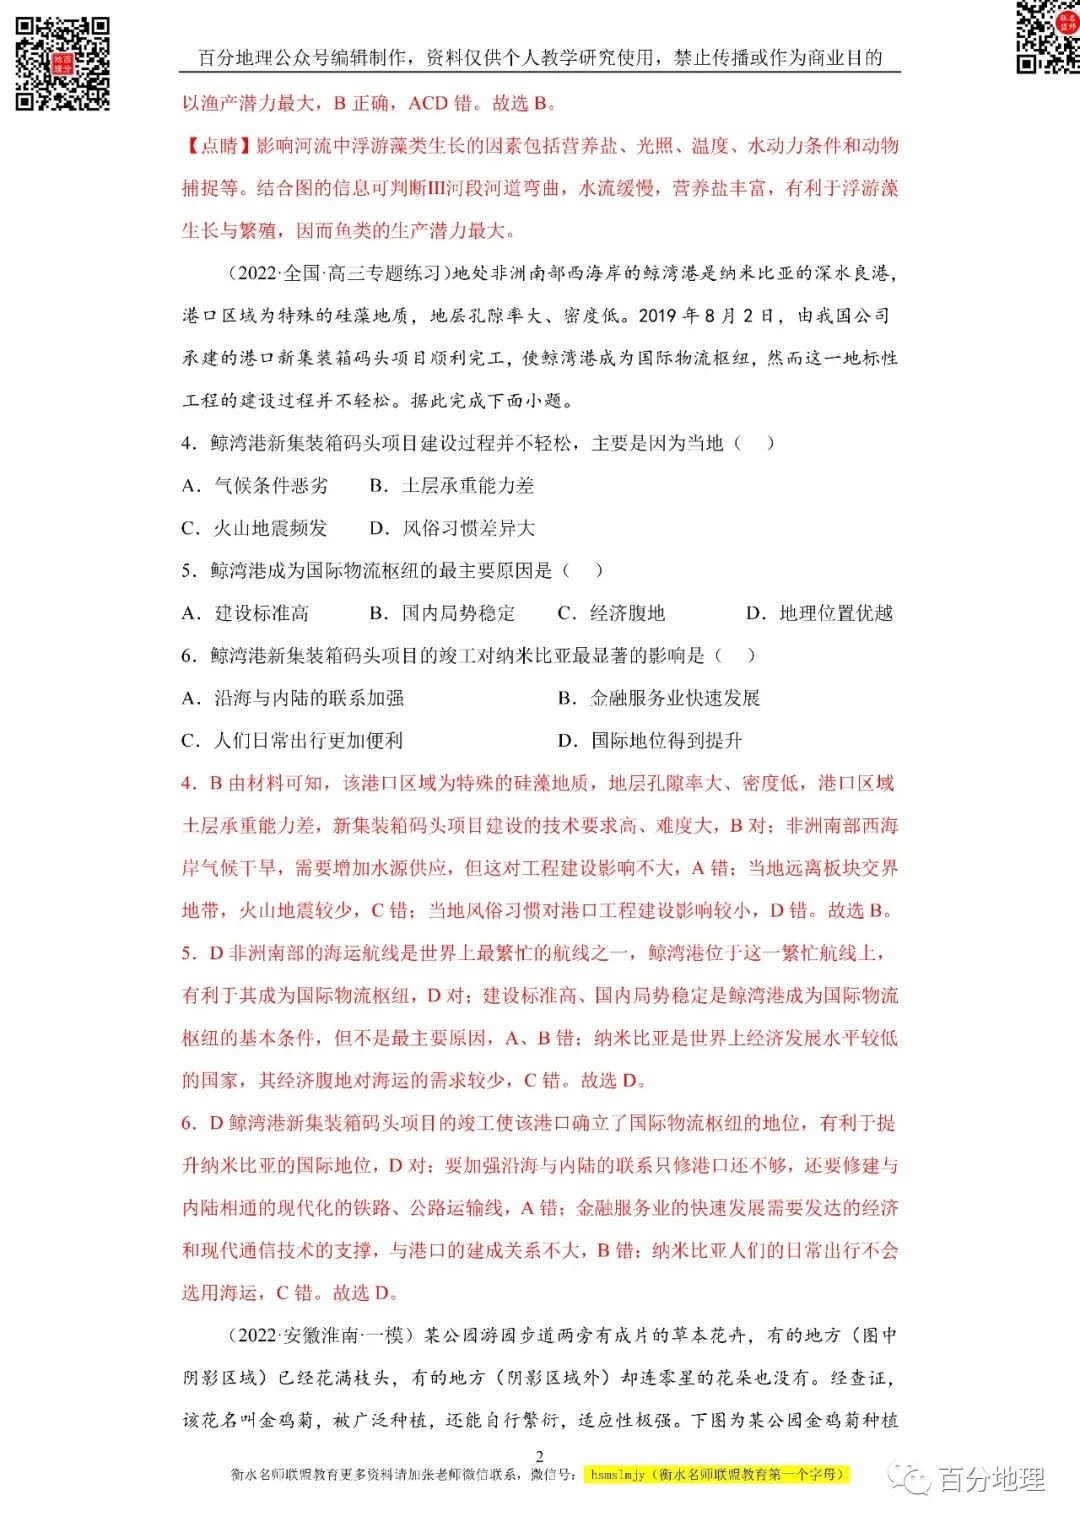 百分地理公众号编辑制作，资料仅供个人教学研究使用，禁止传播或作为商业目的
以渔产潜力最大，B 正确，ACD 错。故选 B。
【点睛】影响河流中浮游藻类生长的因素包括营养盐、光照、温度、水动力条件和动物
捕捉等。结合图的信息可判断Ⅲ河段河道弯曲，水流缓慢，营养盐丰富，有利于浮游藻
生长与繁殖，因而鱼类的生产潜力最大。
（2022·全国·高三专题练习）地处非洲南部西海岸的鲸湾港是纳米比亚的深水良港，
港口区域为特殊的硅藻地质，地层孔隙率大、密度低。2019 年 8 月 2 日，由我国公司
承建的港口新集装箱码头项目顺利完工，使鲸湾港成为国际物流枢纽，然而这一地标性
工程的建设过程并不轻松。据此完成下面小题。
4．鲸湾港新集装箱码头项目建设过程并不轻松，主要是因为当地（ ）
A．气候条件恶劣 B．土层承重能力差
C．火山地震频发 D．风俗习惯差异大
5．鲸湾港成为国际物流枢纽的最主要原因是（ ）
A．建设标准高 B．国内局势稳定 C．经济腹地 D．地理位置优越
6．鲸湾港新集装箱码头项目的竣工对纳米比亚最显著的影响是（ ）
A．沿海与内陆的联系加强 B．金融服务业快速发展
C．人们日常出行更加便利 D．国际地位得到提升
4．B 由材料可知，该港口区域为特殊的硅藻地质，地层孔隙率大、密度低，港口区域
土层承重能力差，新集装箱码头项目建设的技术要求高、难度大，B 对；非洲南部西海
岸气候干旱，需要增加水源供应，但这对工程建设影响不大，A 错；当地远离板块交界
地带，火山地震较少，C 错；当地风俗习惯对港口工程建设影响较小，D 错。故选 B。
5．D 非洲南部的海运航线是世界上最繁忙的航线之一，鲸湾港位于这一繁忙航线上，
有利于其成为国际物流枢纽，D 对；建设标准高、国内局势稳定是鲸湾港成为国际物流
枢纽的基本条件，但不是最主要原因，A、B 错；纳米比亚是世界上经济发展水平较低
的国家，其经济腹地对海运的需求较少，C 错。故选 D。
6．D 鲸湾港新集装箱码头项目的竣工使该港口确立了国际物流枢纽的地位，有利于提
升纳米比亚的国际地位，D 对；要加强沿海与内陆的联系只修港口还不够，还要修建与
内陆相通的现代化的铁路、公路运输线，A 错；金融服务业的快速发展需要发达的经济
和现代通信技术的支撑，与港口的建成关系不大，B 错；纳米比亚人们的日常出行不会
选用海运，C 错。故选 D。
（2022·安徽淮南·一模）某公园游园步道两旁有成片的草本花卉，有的地方（图中
阴影区域）已经花满枝头，有的地方（阴影区域外）却连零星的花朵也没有。经查证，
该花名叫金鸡菊，被广泛种植，还能自行繁衍，适应性极强。下图为某公园金鸡菊种植
2
衡水名师联盟教育更多资料请加张老师微信联系，微信号： hsmslmjy（衡水名师联盟教育第一个字母）
百分地理